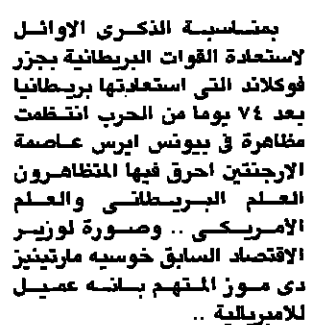 بمناسبة الذكرى الاوائل
لاستعادة القوات البريطانية بجزر
فوكلاند التى استعادتها بريطانيا
بعد ٧٤ يوما من الحرب انتظمت
مظاهرة فى بيونس ايرس عاصمة
الارجنتين احرق فيها المتظاهرون
العلم البريطانى والعلم
الأمريكى .. وصورة لوزير
الاقتصاد السابق خوسيه مارتينيز
دى موز المتهم بانه عميل
للامبريالية ..